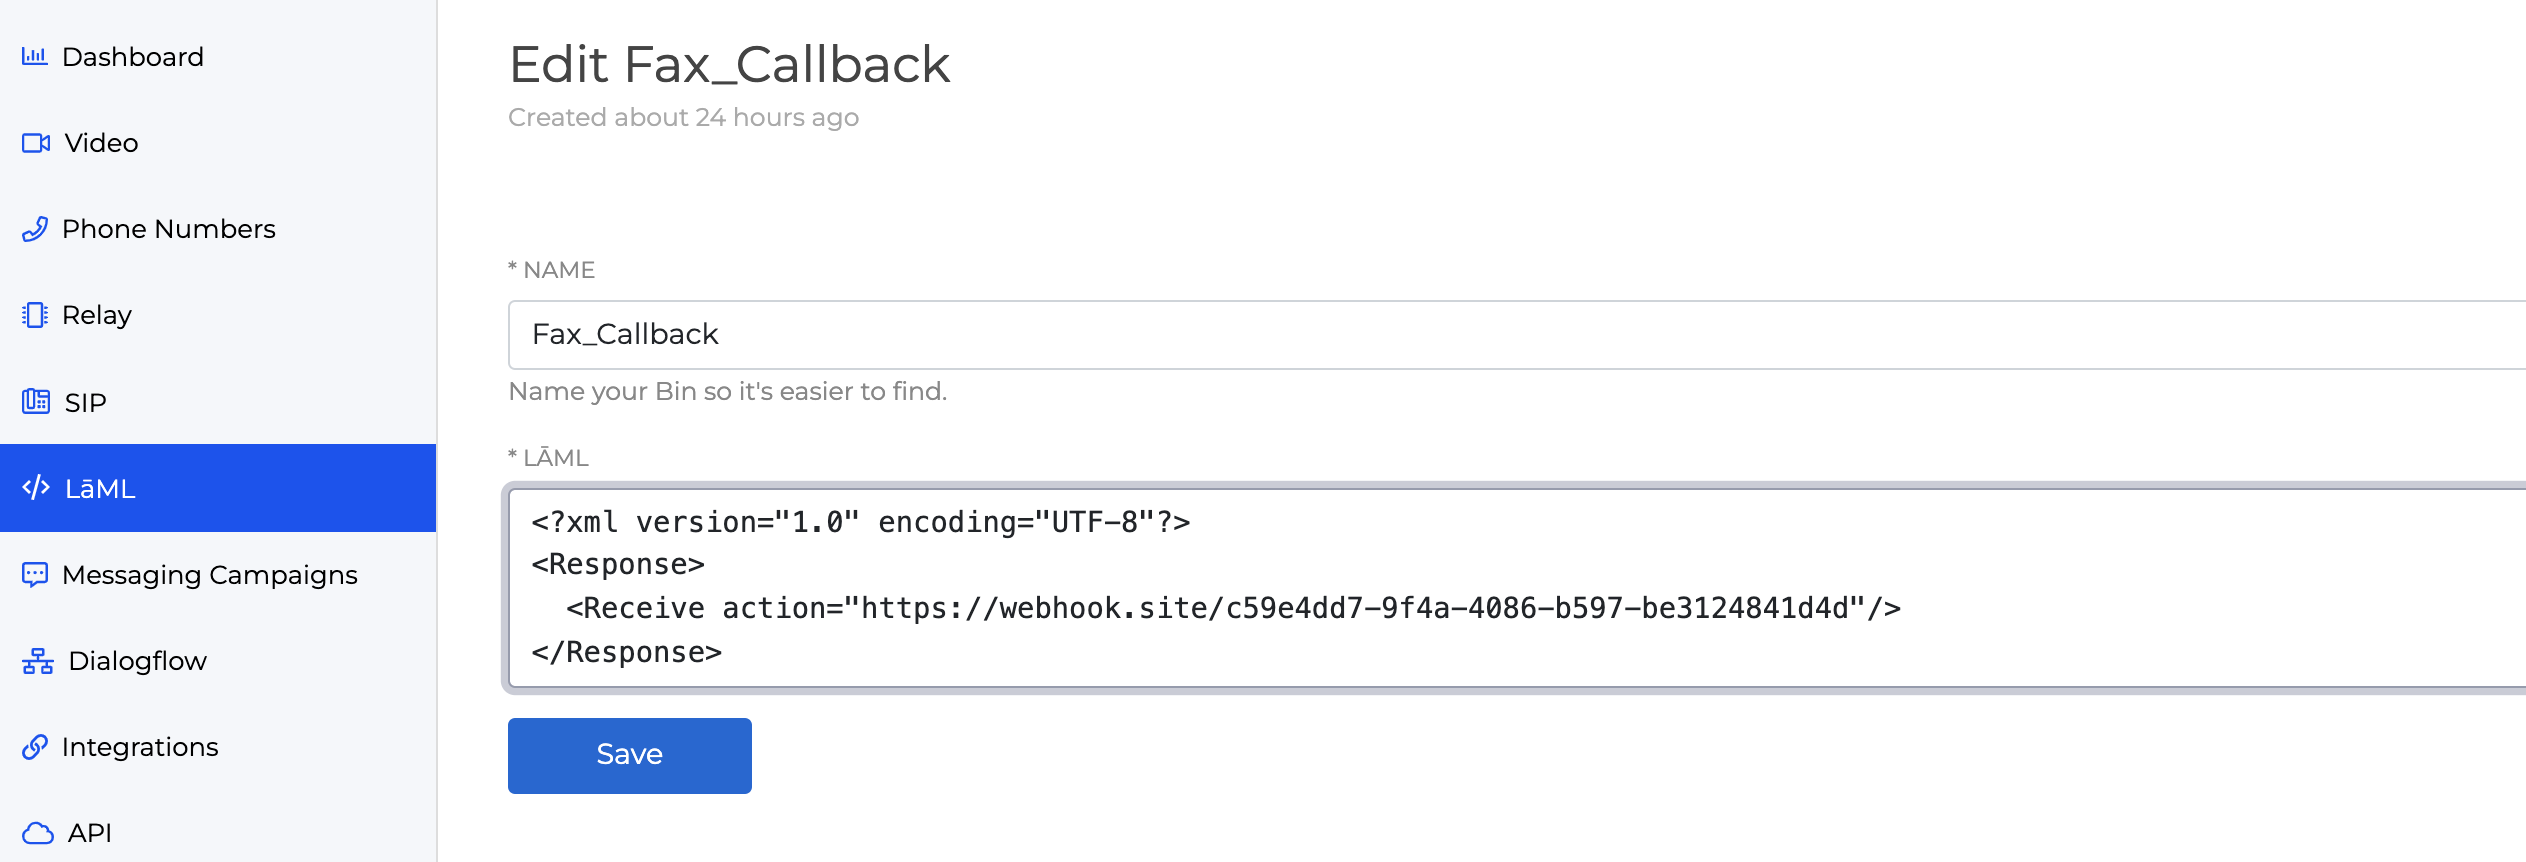 Dashboard
Video
Phone Numbers
Relay
SIP
LāML
Messaging Campaigns
Dialogflow
Integrations
API
Edit Fax_Callback
Created about 24 hours ago
* NAME
Fax_Callback
Name your Bin so it's easier to find.
* LĀML
<?xml version="1.0" encoding="UTF-8"?>
<Response>
  <Receive action="https://webhook.site/c59e4dd7-9f4a-4086-b597-be3124841d4d"/>
</Response>
Save